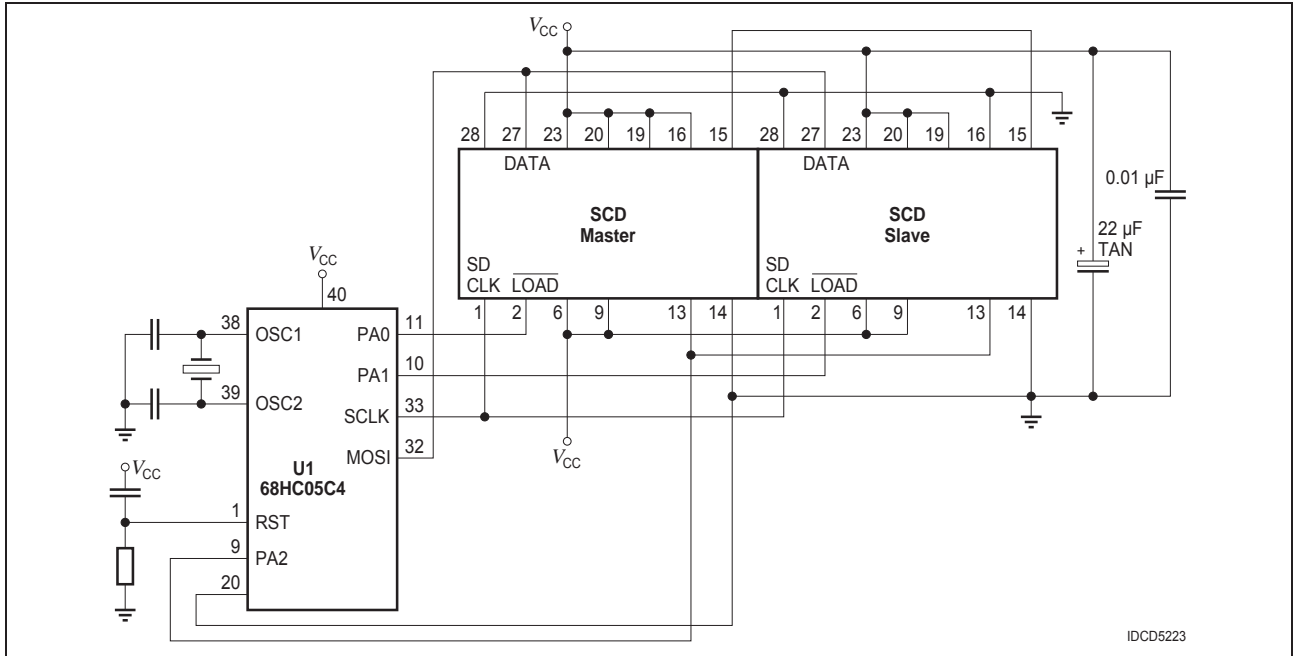 VCC
28 27 23 20 19 16 15 28 27 23 20 19 16 15
DATA DATA
0.01 µF
SCD
Master
SCD
Slave
22 µF
+ TAN
VCC
SD
CLK LOAD
SD
CLK LOAD
40
1 2 6 9 13 14 1 2 6 9 13 14
38 OSC1 PA0 11
PA1 10
39 OSC2 SCLK 33
MOSI 32
VCC
VCC
U1
68HC05C4
1 RST
9 PA2
20
IDCD5223